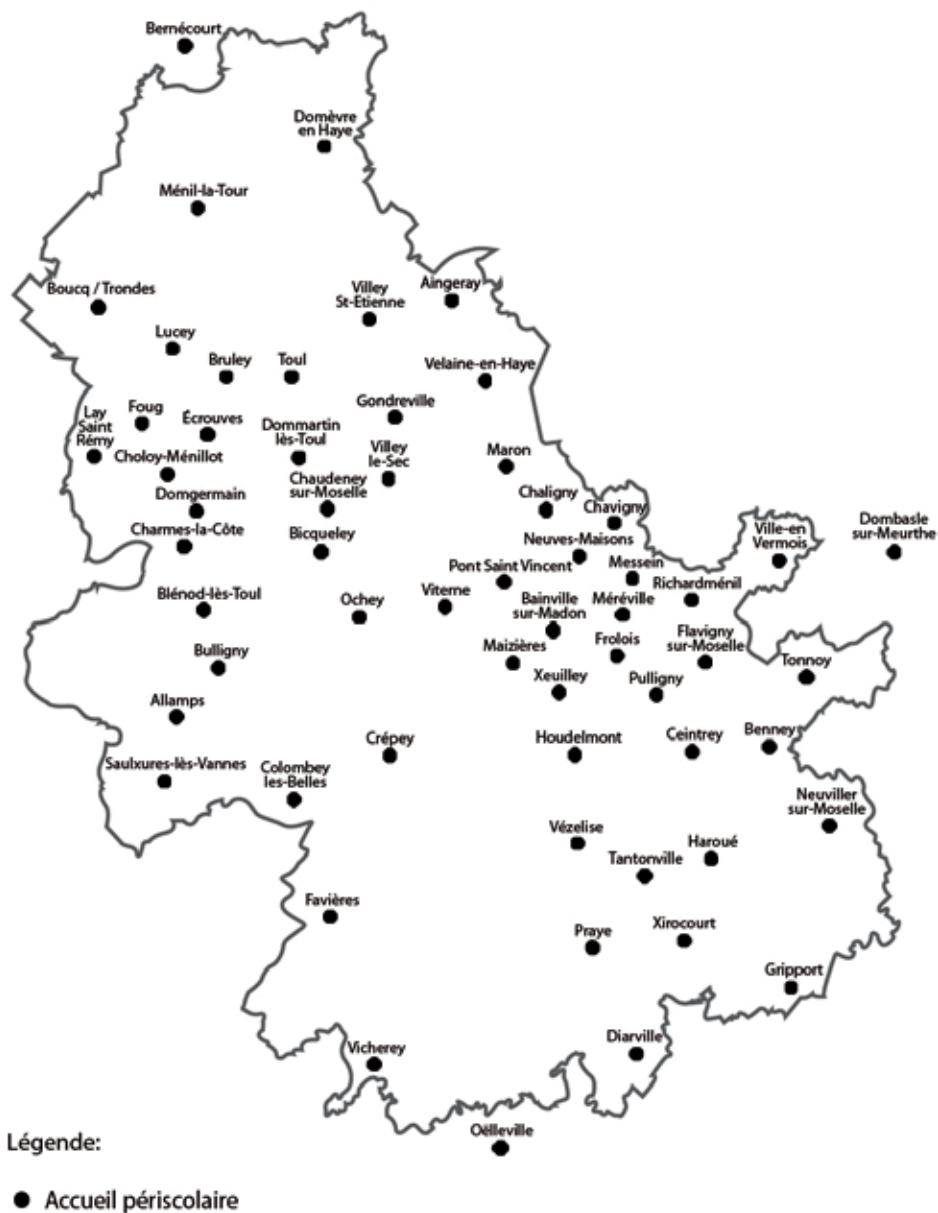 Bernécourt
Domèvre
en Haye
Ménil-la-Tour
Boucq / Trondes
Villey
St-Etienne
Aingeray
Lucey
Bruley
Toul
Velaine-en-Haye
Gondreville
Lay
Saint
Rémy
Foug
Écrouves
Dommartin
lès-Toul
Villey
le-Sec
Maron
Choloy-Ménillot
Chaudeney
sur-Moselle
Domgermain
Chaligny
Chavigny
Charmes-la-Côte
Bicqueley
Neuves-Maisons
Ville-en
Vermois
Dombasle
sur-Meurthe
Pont Saint Vincent
Messein
Richardménil
Blénod-lès-Toul
Ochey
Viterne
Bainville
sur-Madon
Méréville
Bulligny
Maizières
Frolois
Flavigny
sur-Moselle
Tonnoy
Xeuilley
Pulligny
Allamps
Crépey
Houdelmont
Ceintrey
Benney
Saulxures-lès-Vannes
Colombey
les-Belles
Neuviller
sur-Moselle
Vézelise
Tantonville
Haroué
Favières
Praye
Xirocourt
Gripport
Diarville
Vicherey
Oëlleville
Légende:
Accueil périscolaire